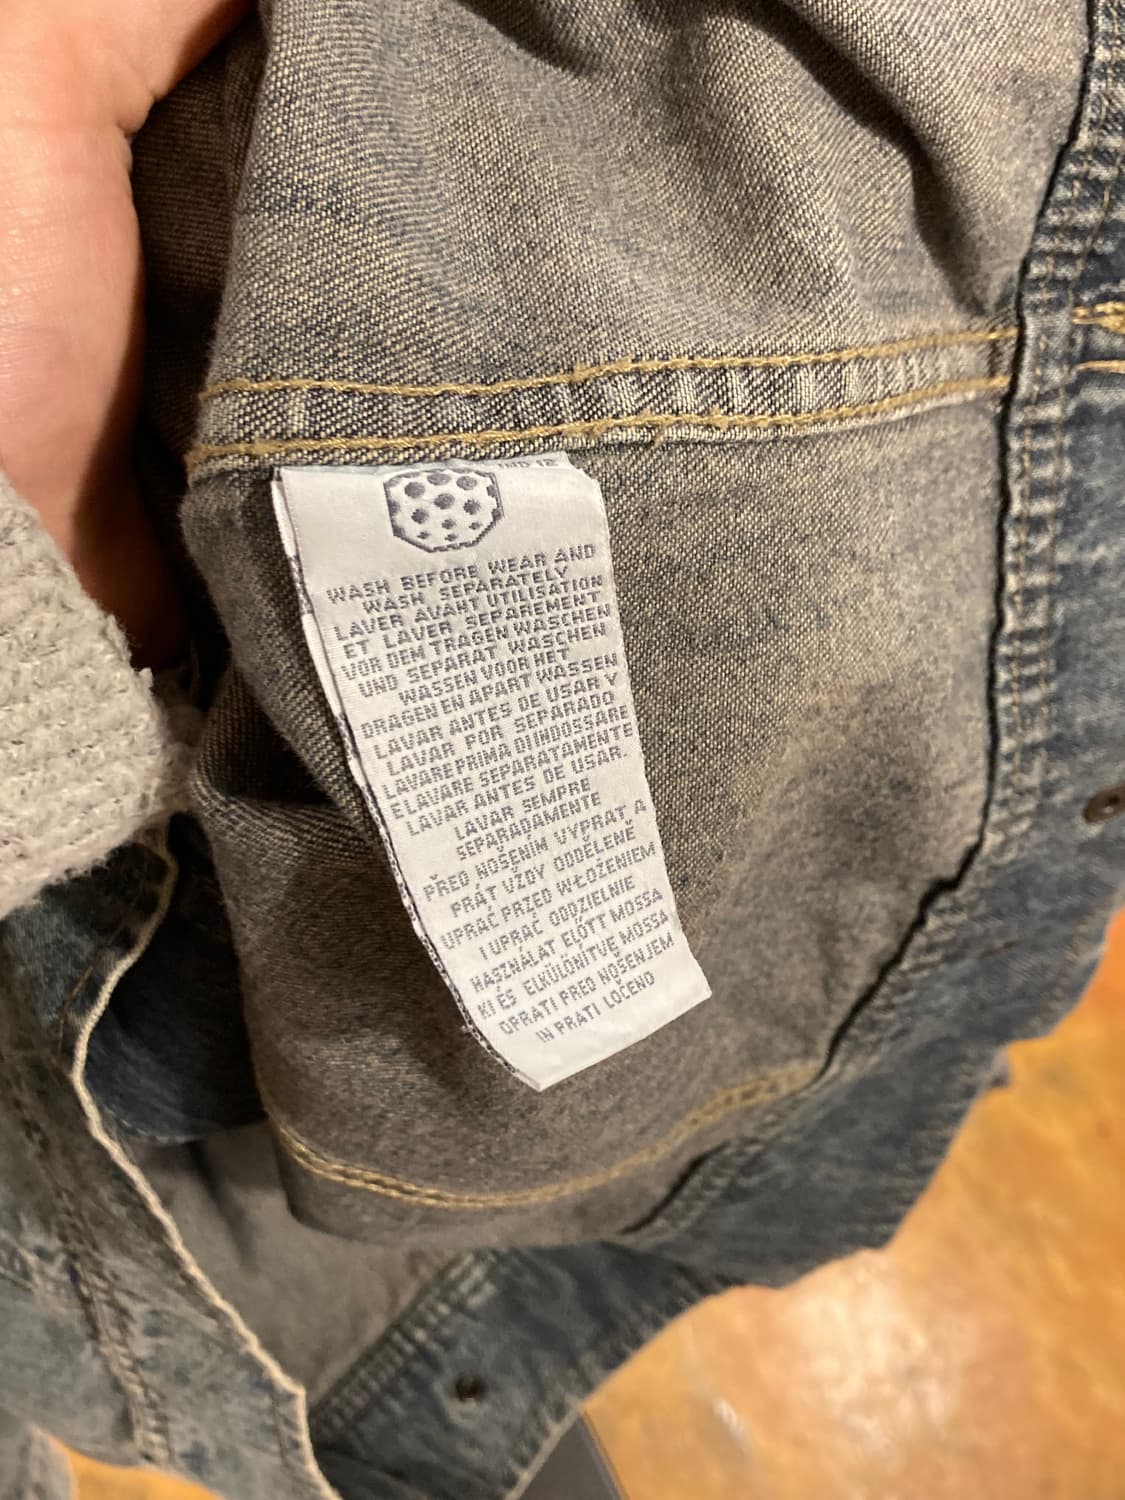 WASH BEFORE WEAR AND
WASH SEPARATELY
LAVER AVANT UTILISATION
ET LAVER SEPAREMENT
VOR DEM TRAGEN WASCHEN
UND SEPARAT WASCHEN
WASSEN VOOR HET
DRAGEN EN APART WASSEN
LAVAR ANTES DE USAR Y
LAVAR POR SEPARADO
LAVARE PRIMA DI INDOSSARE
E LAVARE SEPARATAMENTE
LAVAR ANTES DE USAR.
LAVAR SEMPRE
SEPARADAMENTE
PŘED NOŠENÍM VYPRAT, A
PRÁT VŽDY ODDĚLENĚ
UPRAĆ PRZED WŁOŻENIEM
I UPRAĆ ODDZIELNIE
HASZNÁLAT ELŐTT MOSSA
KI ÉS ELKÜLÖNÍTVE MOSSA
OPRATI PRED NOŠENJEM
IN PRATI LOČENO